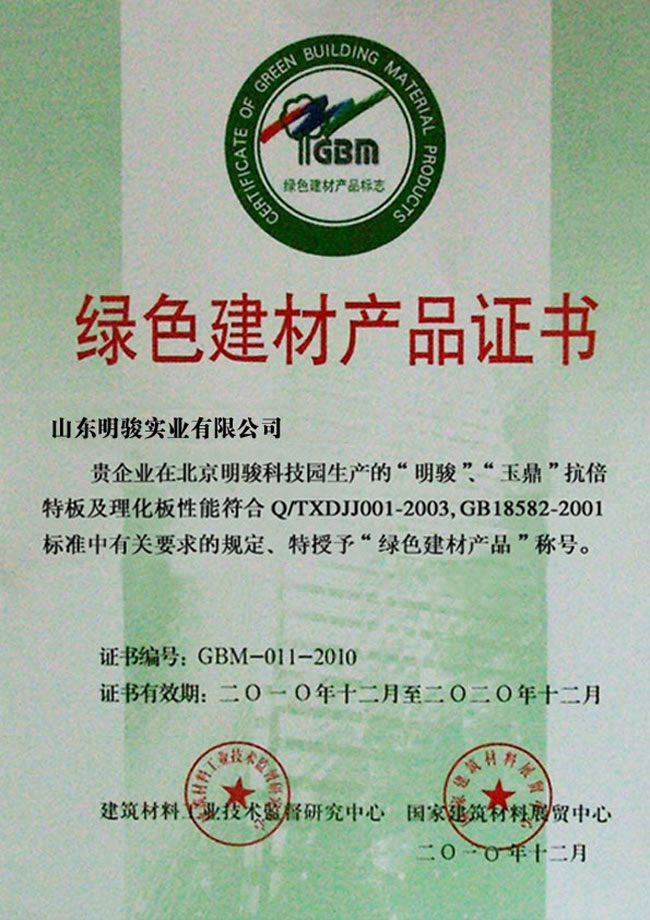 CERTIFICATE OF GREEN BUILDING MATERIAL PRODUCTS
GBM
绿色建材产品标志
绿色建材产品证书
山东明骏实业有限公司
贵企业在北京明骏科技园生产的“明骏”、“玉鼎”抗倍
特板及理化板性能符合 Q/TXDJJ001-2003, GB18582-2001
标准中有关要求的规定、特授予“绿色建材产品”称号。
证书编号: GBM-011-2010
证书有效期: 二〇一〇年十二月至二〇二〇年十二月
建筑材料工业技术监督研究中心 国家建筑材料展贸中心
二〇一〇年十二月